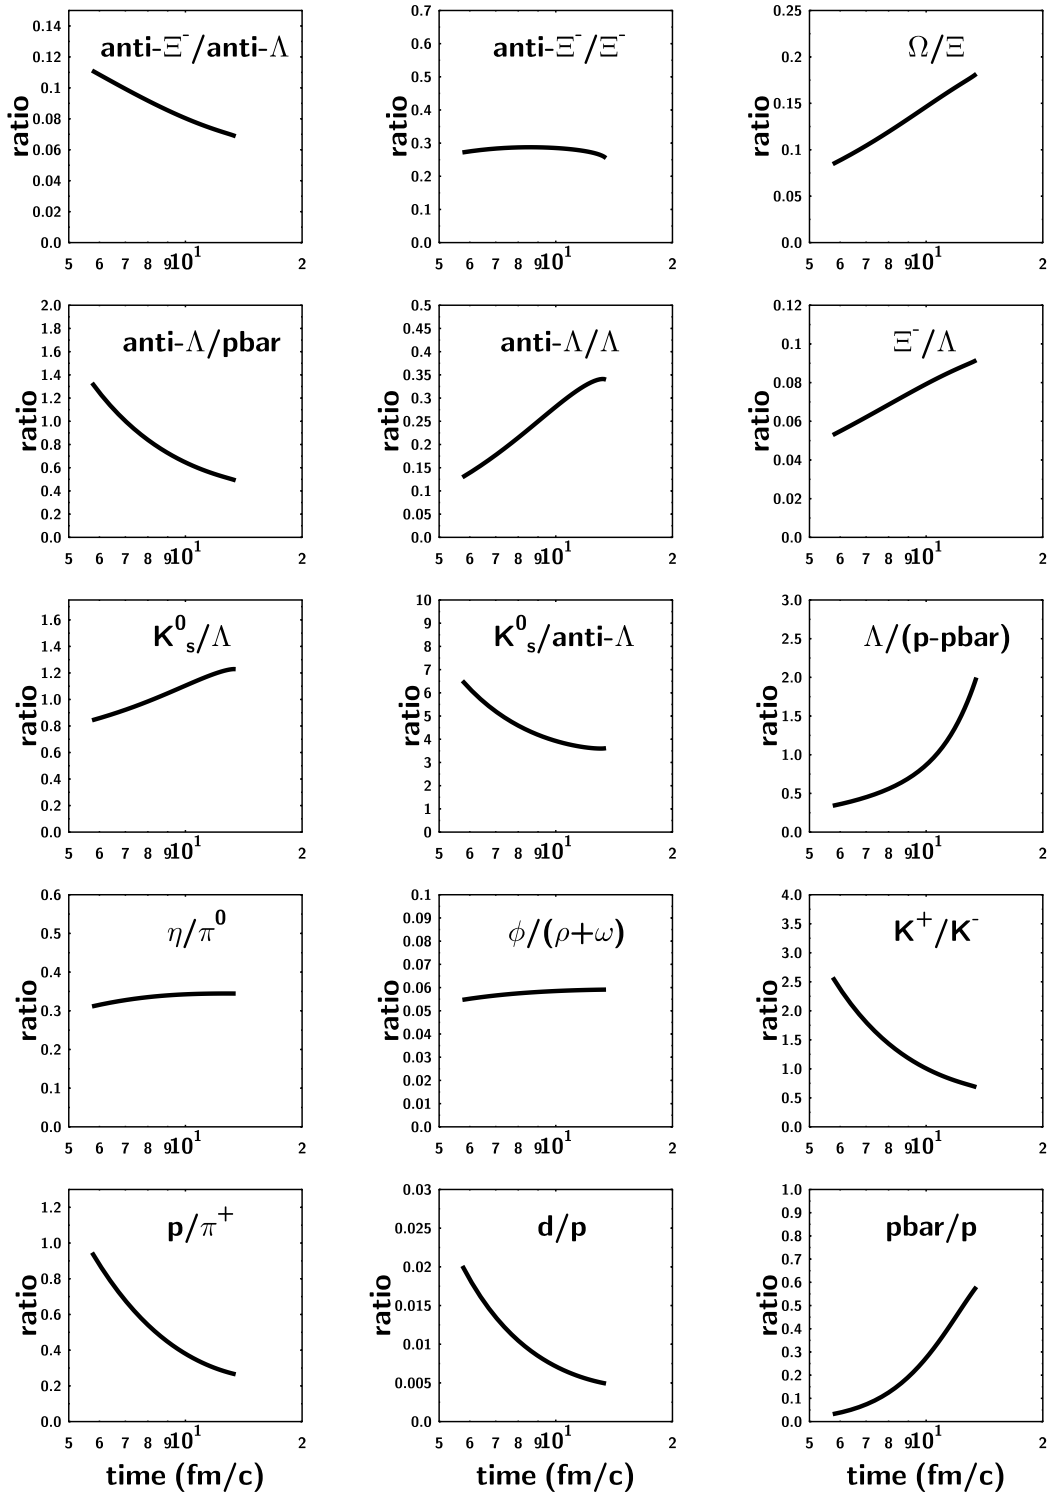 anti-Ξ⁻/anti-Λ
ratio
0.14
0.12
0.1
0.08
0.06
0.04
0.02
0.0
5 6 7 8 9 10¹ 2
anti-Ξ⁻/Ξ⁻
ratio
0.7
0.6
0.5
0.4
0.3
0.2
0.1
0.0
5 6 7 8 9 10¹ 2
Ω/Ξ
ratio
0.25
0.2
0.15
0.1
0.05
0.0
5 6 7 8 9 10¹ 2
anti-Λ/pbar
ratio
2.0
1.8
1.6
1.4
1.2
1.0
0.8
0.6
0.4
0.2
0.0
5 6 7 8 9 10¹ 2
anti-Λ/Λ
ratio
0.5
0.45
0.4
0.35
0.3
0.25
0.2
0.15
0.1
0.05
0.0
5 6 7 8 9 10¹ 2
Ξ⁻/Λ
ratio
0.12
0.1
0.08
0.06
0.04
0.02
0.0
5 6 7 8 9 10¹ 2
K⁰ₛ/Λ
ratio
1.6
1.4
1.2
1.0
0.8
0.6
0.4
0.2
0.0
5 6 7 8 9 10¹ 2
K⁰ₛ/anti-Λ
ratio
10
9
8
7
6
5
4
3
2
1
0
5 6 7 8 9 10¹ 2
Λ/(p-pbar)
ratio
3.0
2.5
2.0
1.5
1.0
0.5
0.0
5 6 7 8 9 10¹ 2
η/π⁰
ratio
0.6
0.5
0.4
0.3
0.2
0.1
0.0
5 6 7 8 9 10¹ 2
ϕ/(ρ+ω)
ratio
0.1
0.09
0.08
0.07
0.06
0.05
0.04
0.03
0.02
0.01
0.0
5 6 7 8 9 10¹ 2
K⁺/K⁻
ratio
4.0
3.5
3.0
2.5
2.0
1.5
1.0
0.5
0.0
5 6 7 8 9 10¹ 2
p/π⁺
ratio
1.2
1.0
0.8
0.6
0.4
0.2
0.0
5 6 7 8 9 10¹ 2
time (fm/c)
d/p
ratio
0.03
0.025
0.02
0.015
0.01
0.005
0.0
5 6 7 8 9 10¹ 2
time (fm/c)
pbar/p
ratio
1.0
0.9
0.8
0.7
0.6
0.5
0.4
0.3
0.2
0.1
0.0
5 6 7 8 9 10¹ 2
time (fm/c)